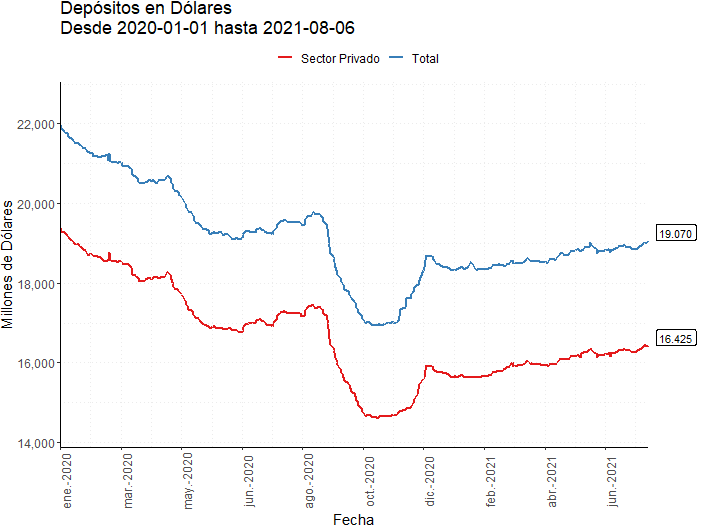 Depósitos en Dólares
Desde 2020-01-01 hasta 2021-08-06
Sector Privado Total
Millones de Dólares
22,000
20,000
18,000
16,000
14,000
19.070
16.425
ene.-2020 mar.-2020 may.-2020 jun.-2020 ago.-2020 oct.-2020 dic.-2020 feb.-2021 abr.-2021 jun.-2021
Fecha